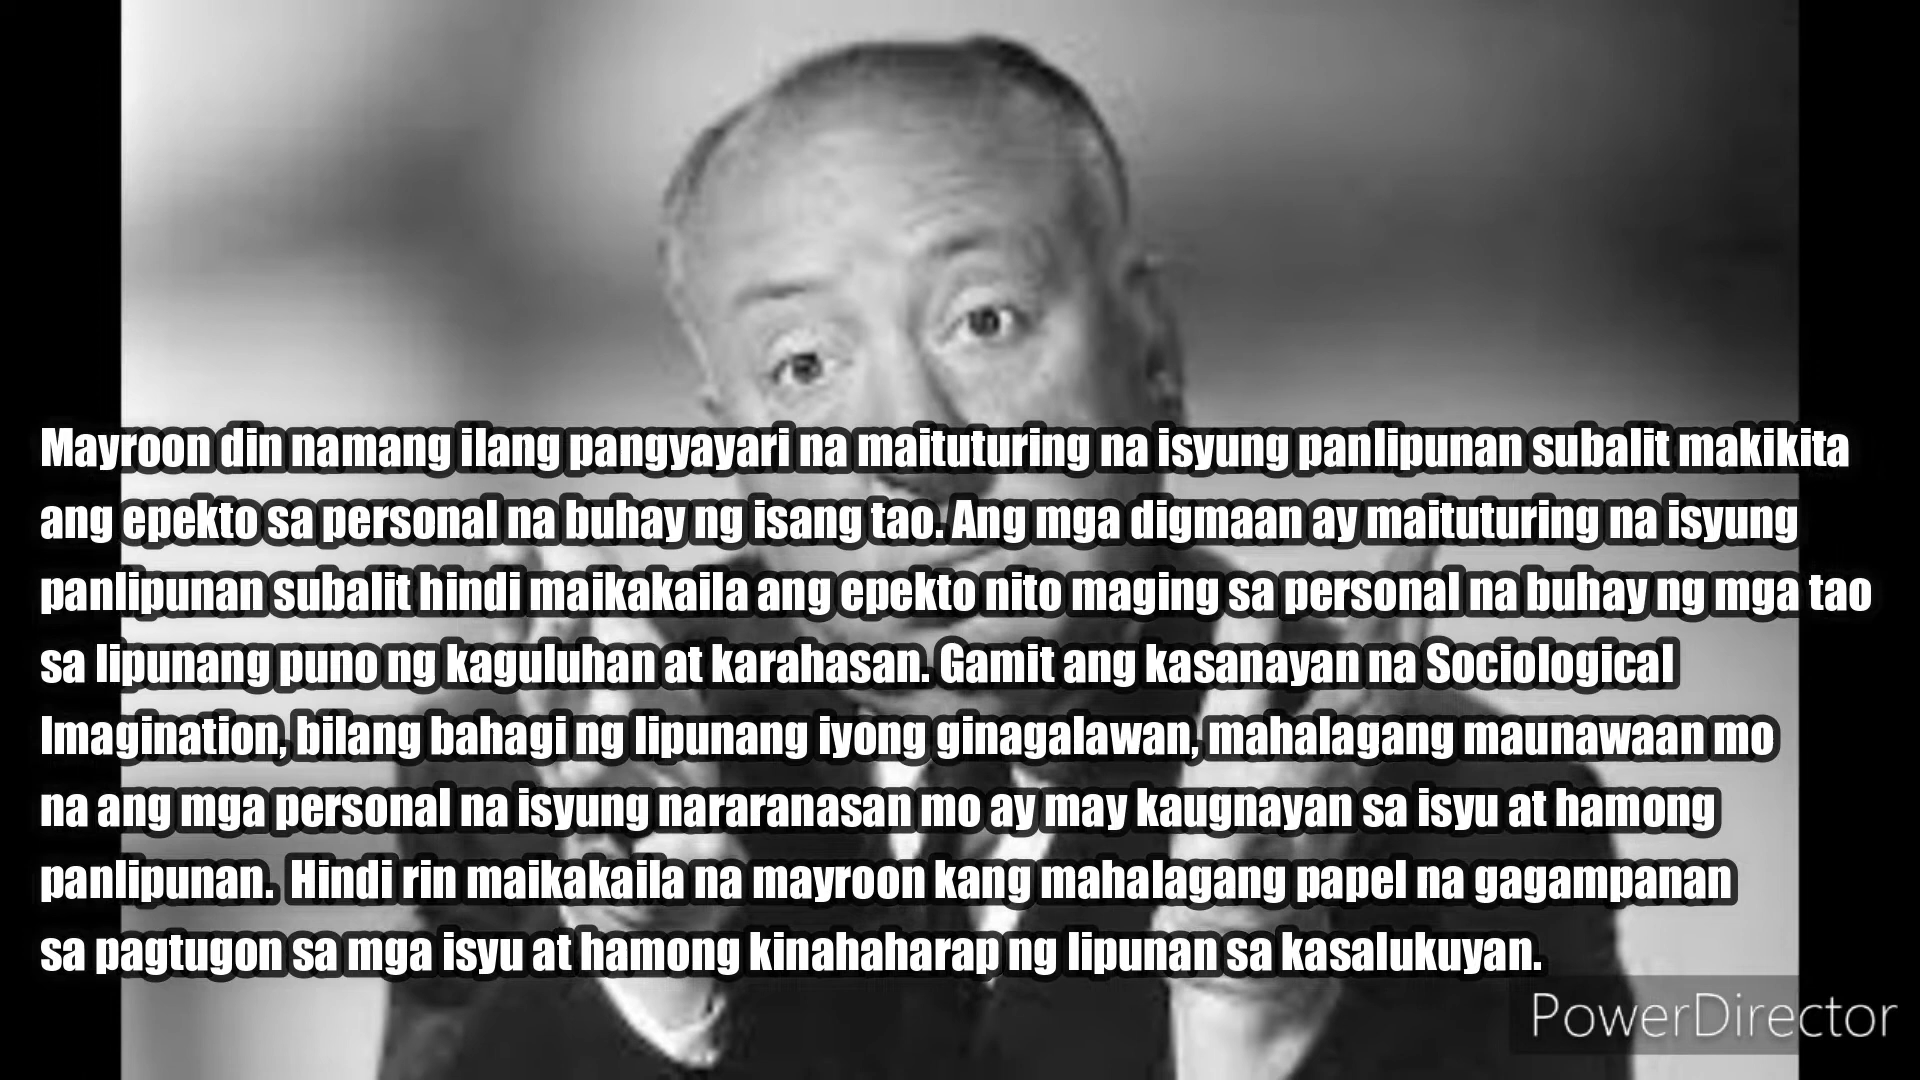 Mayroon din namang ilang pangyayari na maituturing na isyung panlipunan subalit makikita
ang epekto sa personal na buhay ng isang tao. Ang mga digmaan ay maituturing na isyung
panlipunan subalit hindi maikakaila ang epekto nito maging sa personal na buhay ng mga tao
sa lipunang puno ng kaguluhan at karahasan. Gamit ang kasanayan na Sociological
Imagination, bilang bahagi ng lipunang iyong ginagalawan, mahalagang maunawaan mo
na ang mga personal na isyung nararanasan mo ay may kaugnayan sa isyu at hamong
panlipunan.  Hindi rin maikakaila na mayroon kang mahalagang papel na gagampanan
sa pagtugon sa mga isyu at hamong kinahaharap ng lipunan sa kasalukuyan.
PowerDirector